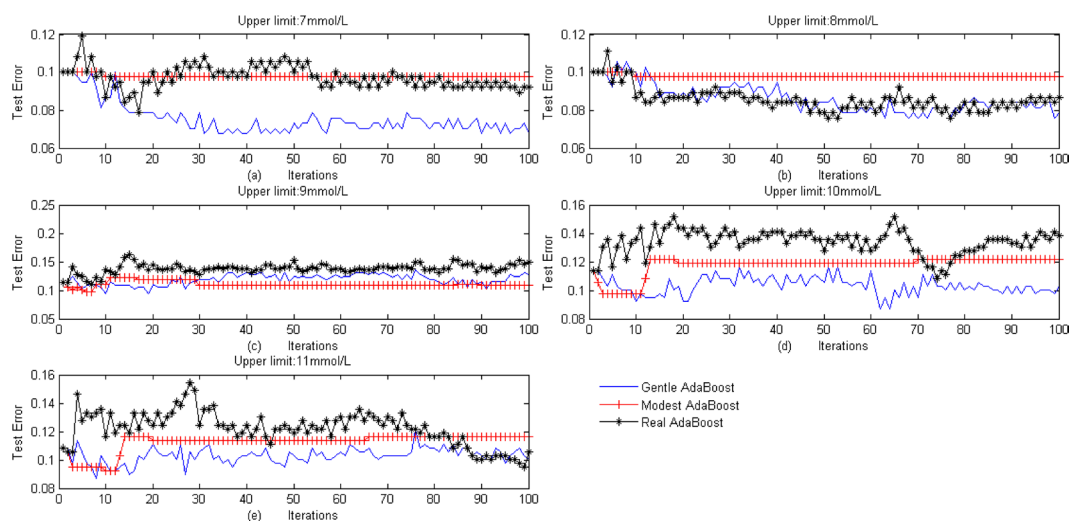 Upper limit:7mmol/L
0.12
0.1
0.08
0.06
Test Error
0 10 20 30 40 50 60 70 80 90 100
(a) Iterations
Upper limit:8mmol/L
0.12
0.1
0.08
0.06
Test Error
0 10 20 30 40 50 60 70 80 90 100
(b) Iterations
Upper limit:9mmol/L
0.25
0.2
0.15
0.1
0.05
Test Error
0 10 20 30 40 50 60 70 80 90 100
(c) Iterations
Upper limit:10mmol/L
0.16
0.14
0.12
0.1
0.08
Test Error
0 10 20 30 40 50 60 70 80 90 100
(d) Iterations
Upper limit:11mmol/L
0.16
0.14
0.12
0.1
0.08
Test Error
0 10 20 30 40 50 60 70 80 90 100
(e) Iterations
Gentle AdaBoost
Modest AdaBoost
Real AdaBoost